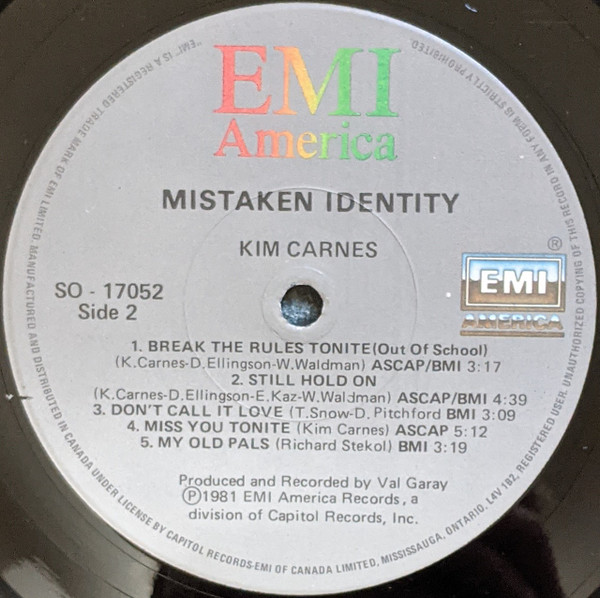 EMI
America
MISTAKEN IDENTITY
KIM CARNES
®
EMI
AMERICA
SO - 17052
Side 2
1. BREAK THE RULES TONITE(Out Of School)
(K.Carnes-D.Ellingson-W.Waldman) ASCAP/BMI 3:17
2. STILL HOLD ON
(K.Carnes-D.Ellingson-E.Kaz-W.Waldman) ASCAP/BMI 4:39
3. DON'T CALL IT LOVE (T.Snow-D.Pitchford BMI 3:09
4. MISS YOU TONITE (Kim Carnes) ASCAP 5:12
5. MY OLD PALS (Richard Stekol) BMI 3:19
Produced and Recorded by Val Garay
Ⓟ1981 EMI America Records, a
division of Capitol Records, Inc.
"EMI" IS A REGISTERED TRADE MARK OF EMI LIMITED. MANUFACTURED AND DISTRIBUTED IN CANADA UNDER LICENSE BY CAPITOL RECORDS-EMI OF CANADA LIMITED, MISSISSAUGA, ONTARIO, L4V 1B2, REGISTERED USER. UNAUTHORIZED COPYING OF THIS RECORD IN ANY FORM IS STRICTLY PROHIBITED.